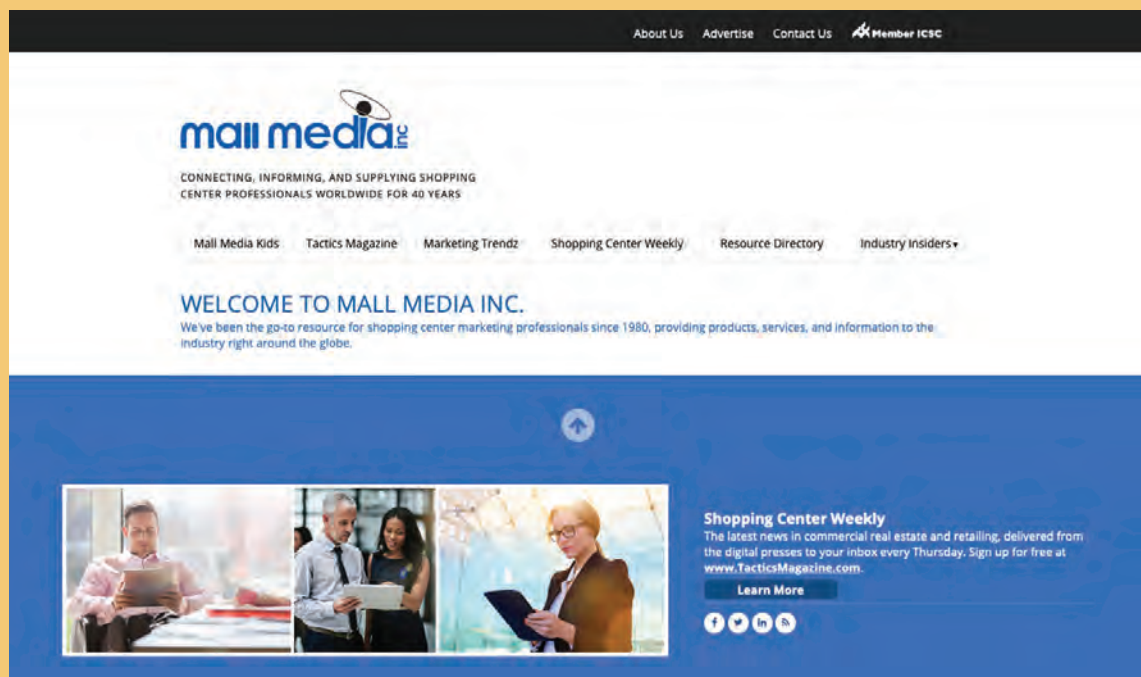 About Us Advertise Contact Us Member ICSC
mall media inc
CONNECTING, INFORMING, AND SUPPLYING SHOPPING
CENTER PROFESSIONALS WORLDWIDE FOR 40 YEARS
Mall Media Kids Tactics Magazine Marketing Trendz Shopping Center Weekly Resource Directory Industry Insiders
WELCOME TO MALL MEDIA INC.
We've been the go-to resource for shopping center marketing professionals since 1980, providing products, services, and information to the
industry right around the globe.
Shopping Center Weekly
The latest news in commercial real estate and retailing, delivered from
the digital presses to your inbox every Thursday. Sign up for free at
www.TacticsMagazine.com.
Learn More